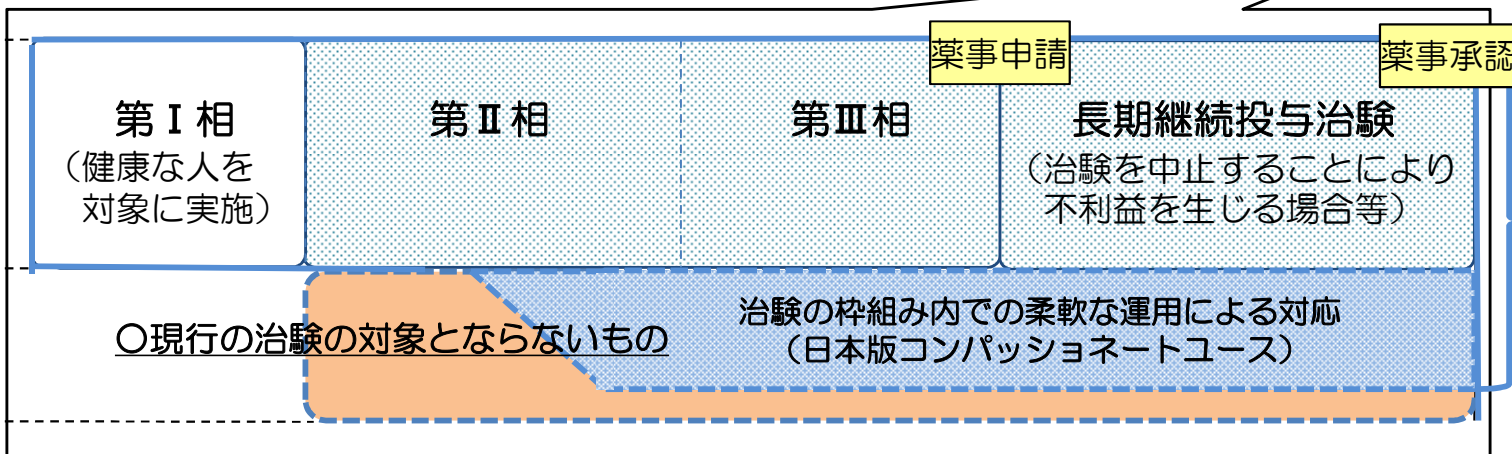 薬事申請
薬事承認
第Ⅰ相
（健康な人を
対象に実施）
第Ⅱ相
第Ⅲ相
長期継続投与治験
（治験を中止することにより
不利益を生じる場合等）
〇現行の治験の対象とならないもの
治験の枠組み内での柔軟な運用による対応
（日本版コンパッショネートユース）